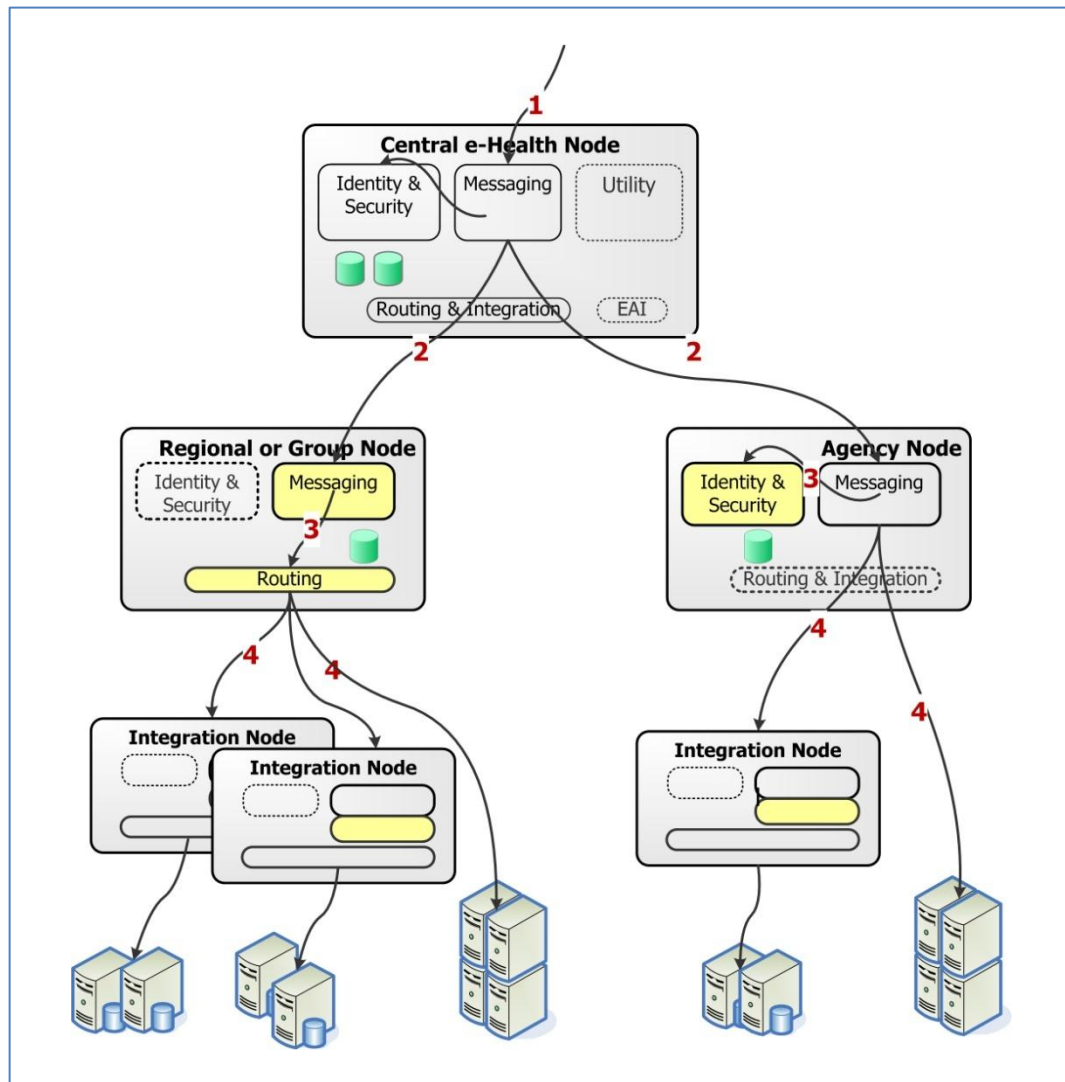 1
Central e-Health Node
Identity &
Security
Messaging
Utility
Routing & Integration
EAI
2
2
Regional or Group Node
Identity &
Security
Messaging
3
Routing
Agency Node
Identity &
Security
3
Messaging
Routing & Integration
4
4
4
4
Integration Node
Integration Node
Integration Node